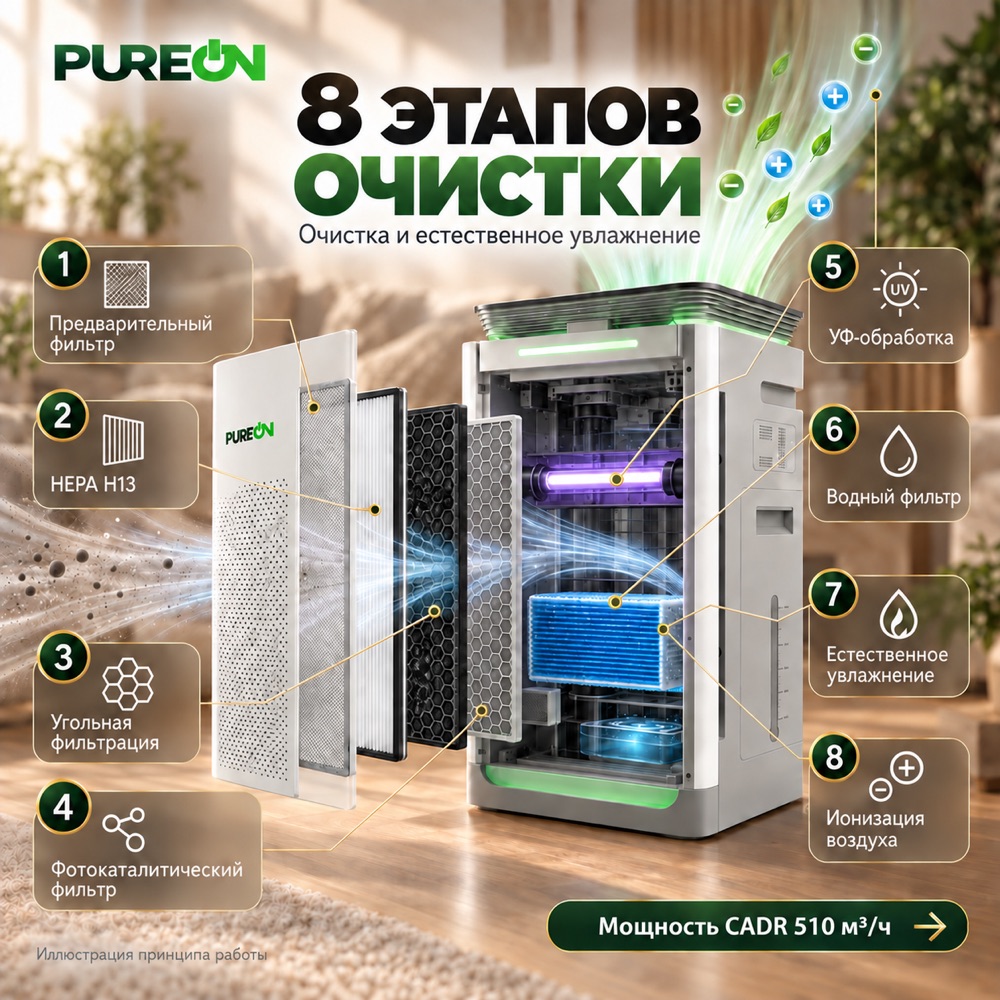 PUREON
8 ЭТАПОВ
ОЧИСТКИ
Очистка и естественное увлажнение
1
Предварительный
фильтр
2
HEPA H13
3
Угольная
фильтрация
4
Фотокаталитический
фильтр
PUREON
5
UV
УФ-обработка
6
Водный фильтр
7
Естественное
увлажнение
8
Ионизация
воздуха
Мощность CADR 510 м³/ч
Иллюстрация принципа работы